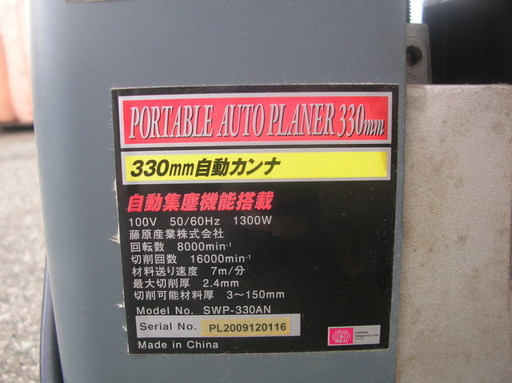 PORTABLE AUTO PLANER 330mm
330mm自動カンナ
自動集塵機能搭載
100V 50/60Hz 1300W
藤原産業株式会社
回転数 8000min⁻¹
切削回数 16000min⁻¹
材料送り速度 7m/分
最大切削厚 2.4mm
切削可能材料厚 3〜150mm
Model No. SWP-330AN
Serial No. PL2009120116
Made in China